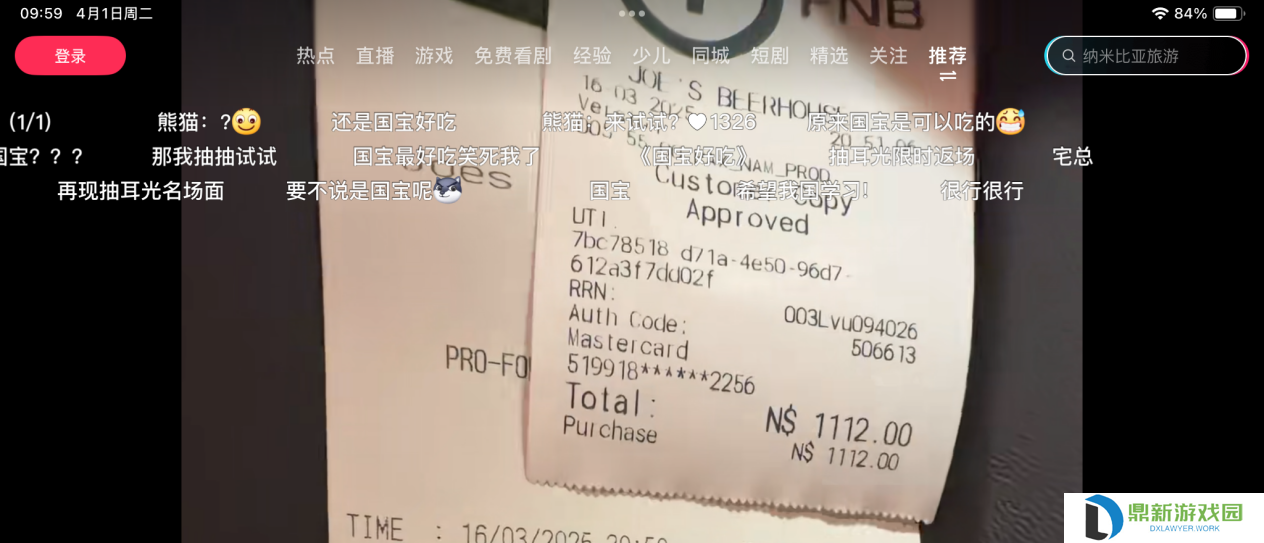 09:59 4月1日周二
84%
登录
热点 直播 游戏 免费看剧 经验 少儿 同城 短剧 精选 关注 推荐
纳米比亚旅游
(1/1) 熊猫：? 还是国宝好吃 熊猫：来试试? 1326 原来国宝是可以吃的
国宝？？？ 那我抽抽试试 国宝最好吃笑死我了 《国宝好吃》 抽耳光限时返场 宅总
再现抽耳光名场面 要不说是国宝呢 国宝 希望我国学习! 很行很行
FNB
JOE'S BEERHOUSE
16 03 2025
20 51 06
NAM_PROD
Customer Copy
Approved
UTI:
7bc78518 d71a-4e50-96d7-
612a3f7dd02f
RRN: 003Lvu094026
Auth Code: 506613
Mastercard
519918******2256
Total: N$ 1112.00
Purchase N$ 1112.00
PRO-FO
TIME : 16/03/2025
鼎新游戏园
DXLAWYER.WORK